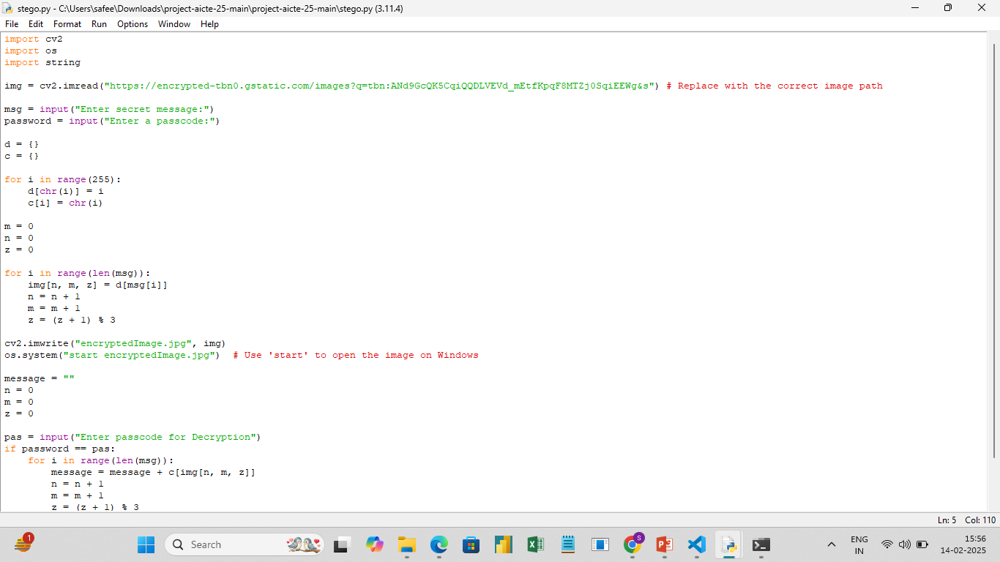 stego.py - C:\Users\safee\Downloads\project-aicte-25-main\project-aicte-25-main\stego.py (3.11.4)
File Edit Format Run Options Window Help
import cv2
import os
import string

img = cv2.imread("https://encrypted-tbn0.gstatic.com/images?q=tbn:ANd9GcQK5CqiQQDLVEVd_mEtfKpqF8MTZj0SqiEEWg&s") # Replace with the correct image path

msg = input("Enter secret message:")
password = input("Enter a passcode:")

d = {}
c = {}

for i in range(255):
    d[chr(i)] = i
    c[i] = chr(i)

m = 0
n = 0
z = 0

for i in range(len(msg)):
    img[n, m, z] = d[msg[i]]
    n = n + 1
    m = m + 1
    z = (z + 1) % 3

cv2.imwrite("encryptedImage.jpg", img)
os.system("start encryptedImage.jpg")  # Use 'start' to open the image on Windows

message = ""
n = 0
m = 0
z = 0

pas = input("Enter passcode for Decryption")
if password == pas:
    for i in range(len(msg)):
        message = message + c[img[n, m, z]]
        n = n + 1
        m = m + 1
        z = (z + 1) % 3
Ln: 5 Col: 110
1
Search
S
ENG
IN
15:56
14-02-2025